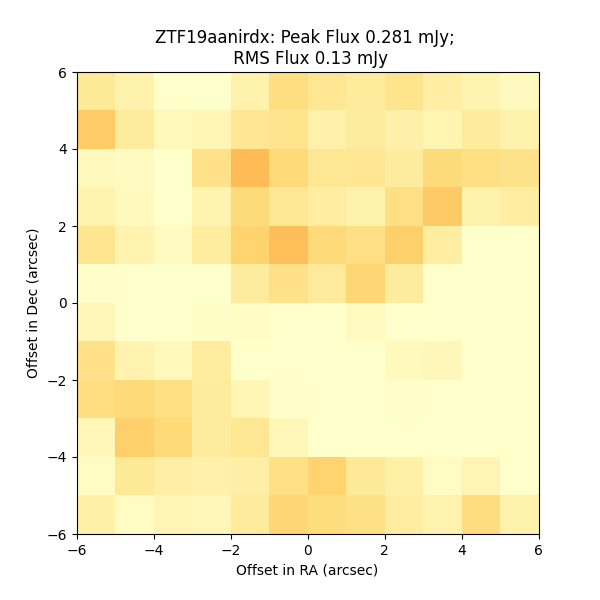 ZTF19aanirdx: Peak Flux 0.281 mJy;
RMS Flux 0.13 mJy
6
4
2
0
−2
−4
−6
Offset in Dec (arcsec)
−6 −4 −2 0 2 4 6
Offset in RA (arcsec)